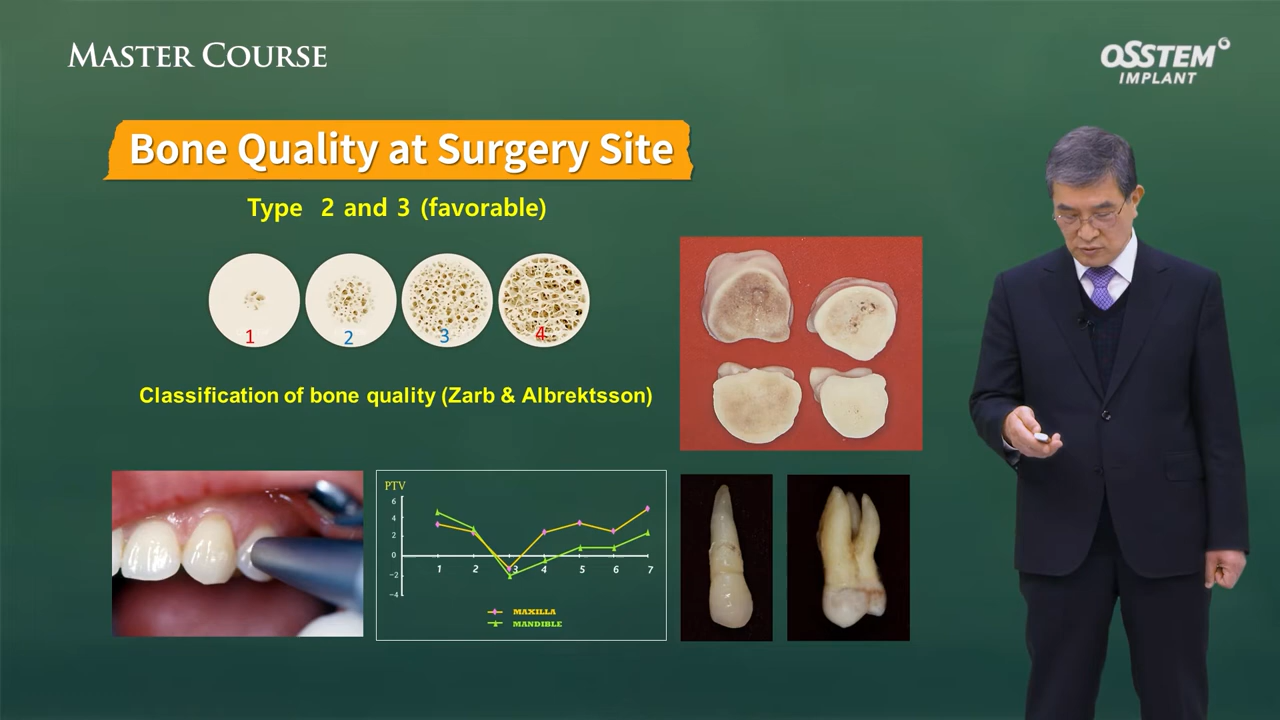 MASTER COURSE
OSSTEM
IMPLANT
Bone Quality at Surgery Site
Type 2 and 3 (favorable)
1 2 3 4
Classification of bone quality (Zarb & Albrektsson)
PTV
6
4
2
0
-2
-4
1 2 3 4 5 6 7
MAXILLA
MANDIBLE